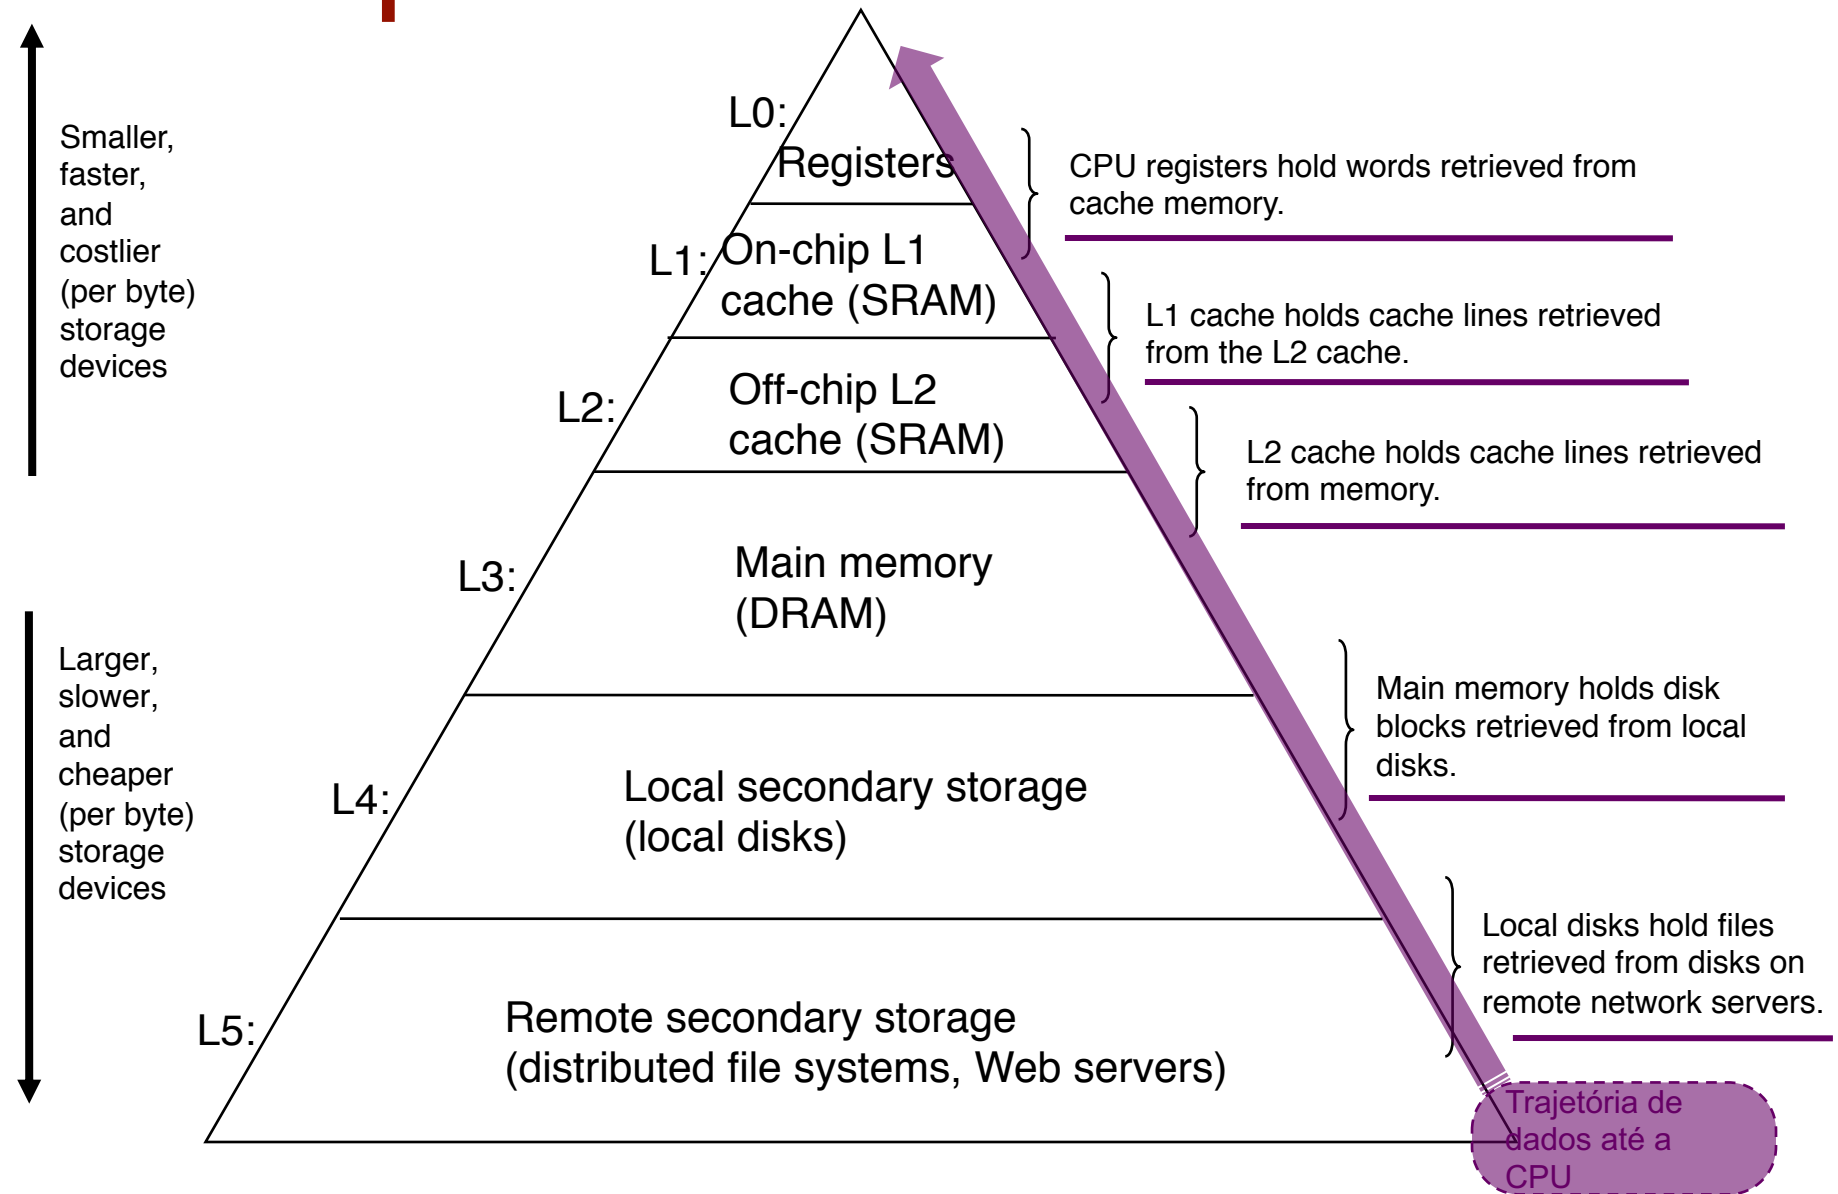 Smaller,
faster,
and
costlier
(per byte)
storage
devices
Larger,
slower,
and
cheaper
(per byte)
storage
devices
L0:
Registers
CPU registers hold words retrieved from
cache memory.
L1:
On-chip L1
cache (SRAM)
L1 cache holds cache lines retrieved
from the L2 cache.
L2:
Off-chip L2
cache (SRAM)
L2 cache holds cache lines retrieved
from memory.
L3:
Main memory
(DRAM)
Main memory holds disk
blocks retrieved from local
disks.
L4:
Local secondary storage
(local disks)
Local disks hold files
retrieved from disks on
remote network servers.
L5:
Remote secondary storage
(distributed file systems, Web servers)
Trajetória de
dados até a
CPU